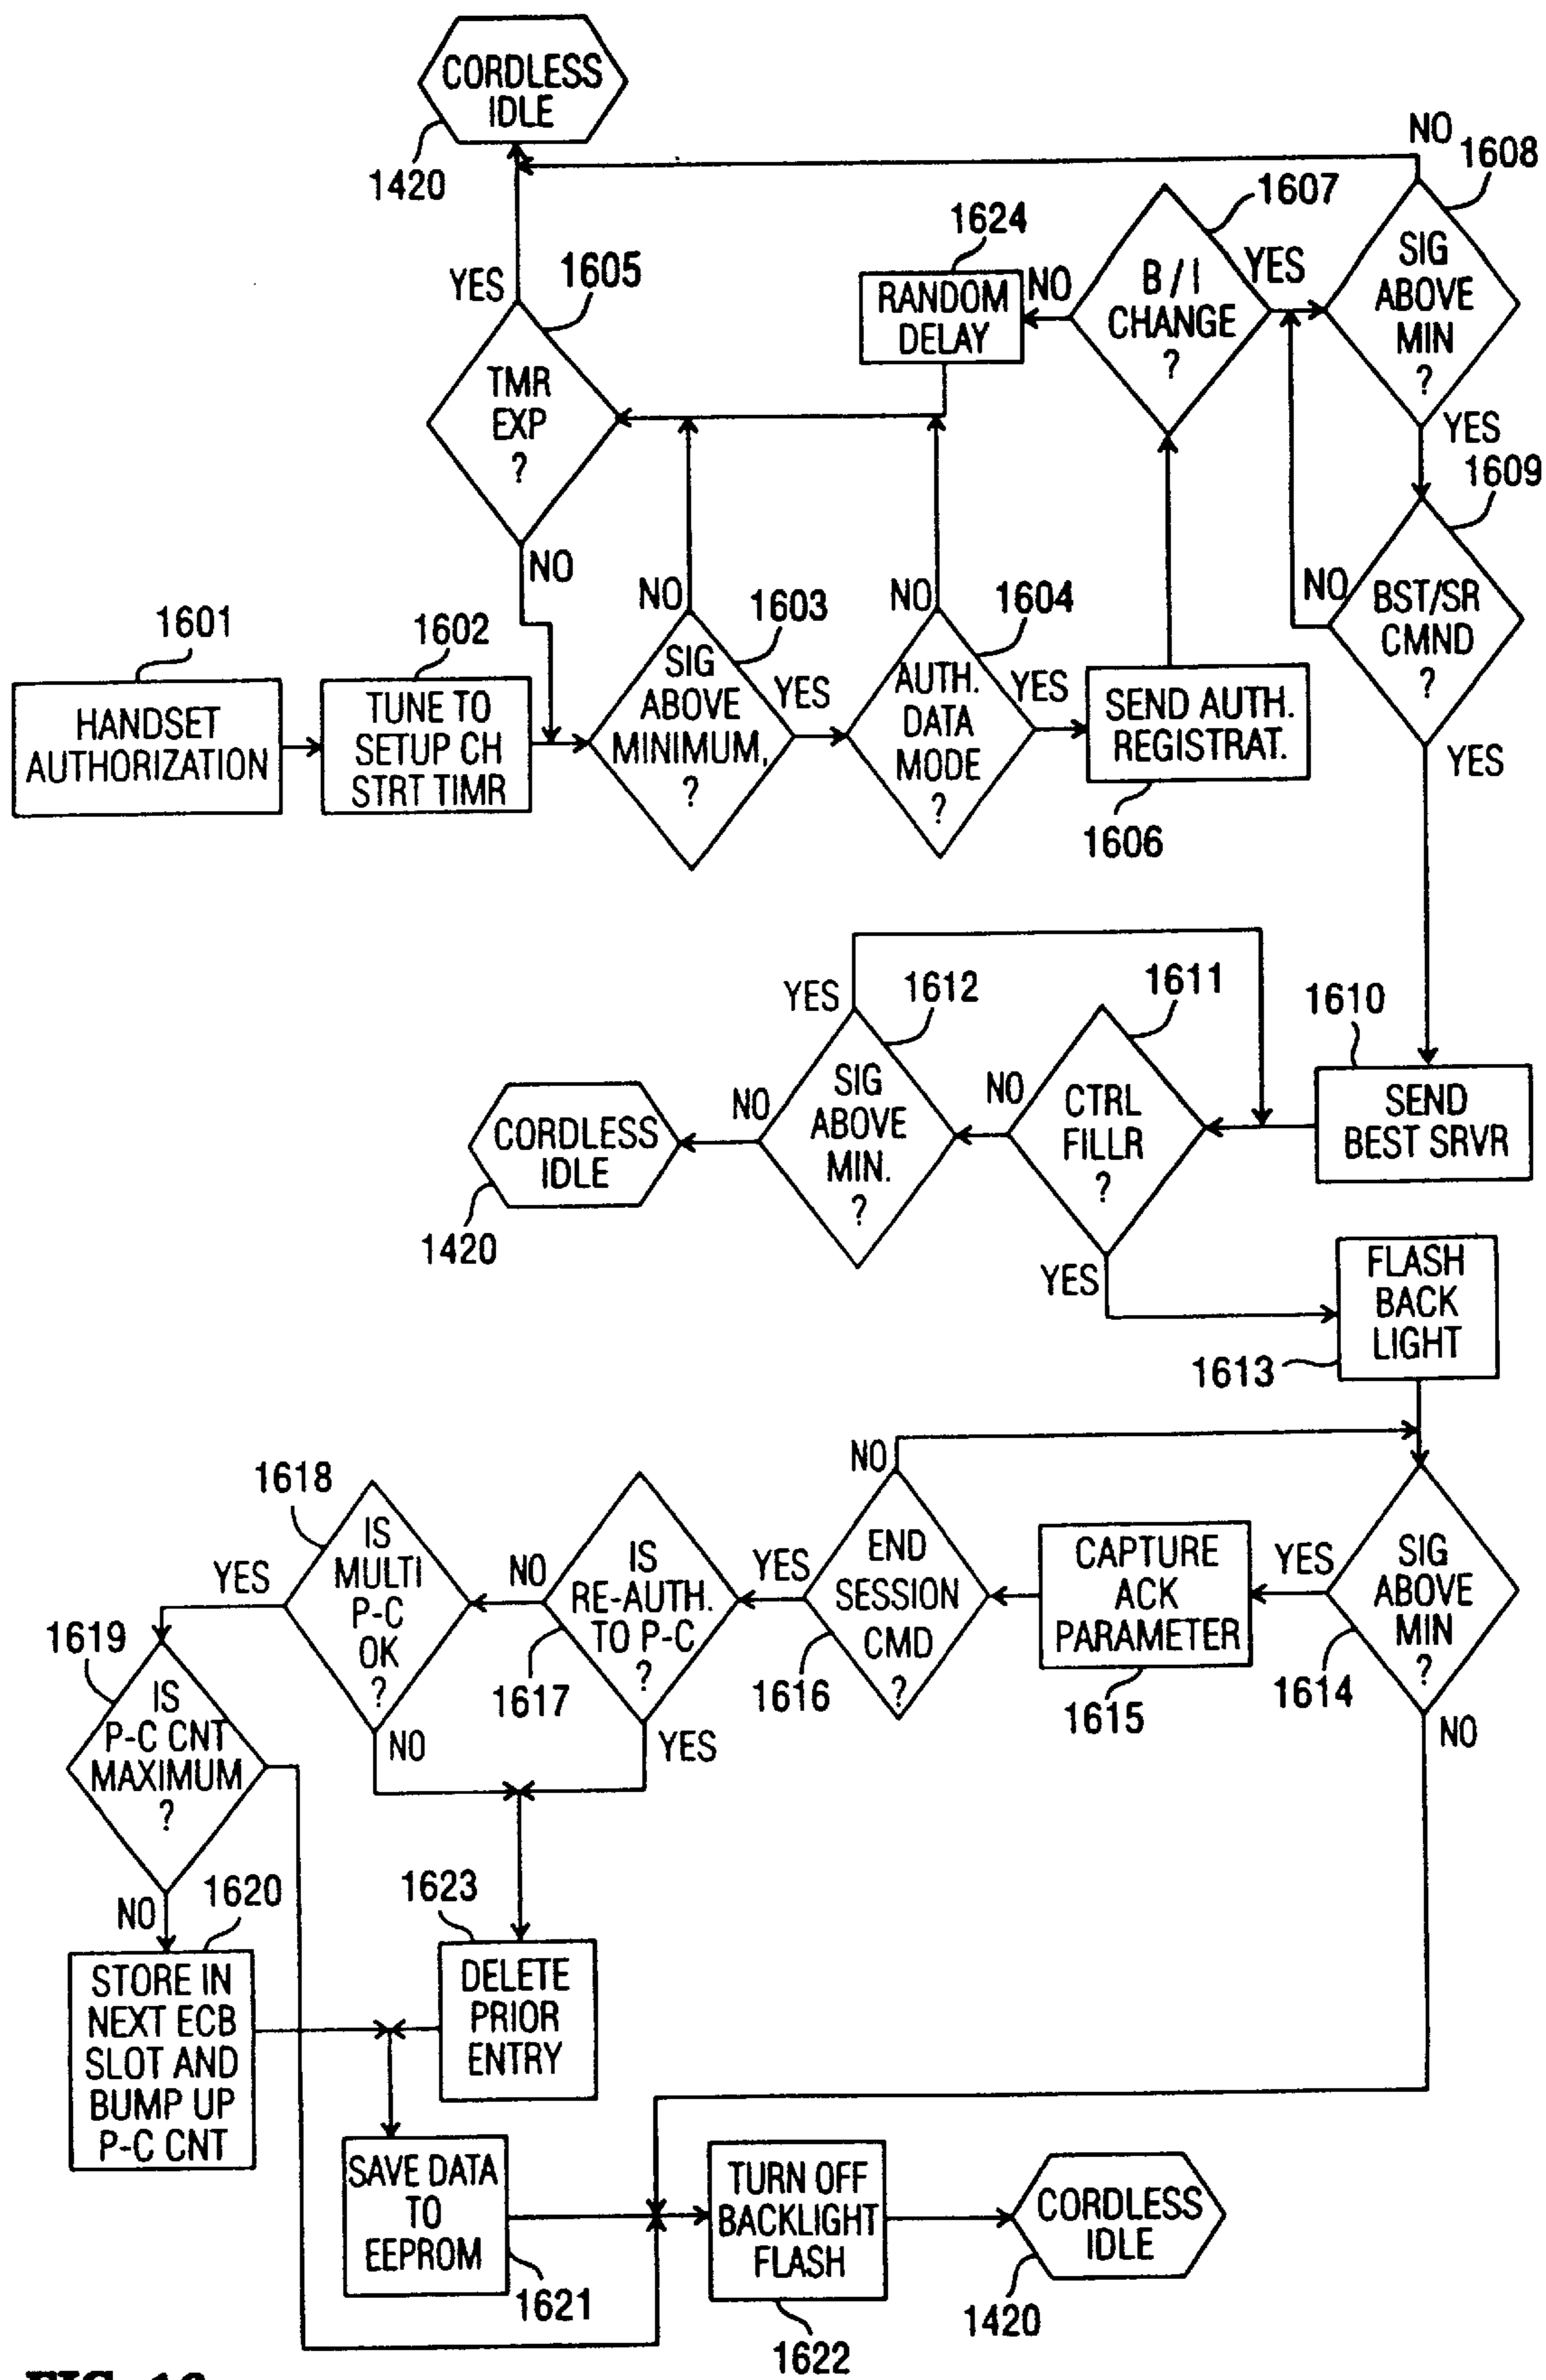 CORDLESS
IDLE
1420
NO
1608
1607
1624
1605
YES
RANDOM
DELAY
NO
B / I
CHANGE
?
YES
SIG
ABOVE
MIN
?
YES
TMR
EXP
?
NO
1609
BST/SR
CMND
?
NO
YES
1601
HANDSET
AUTHORIZATION
1602
TUNE TO
SETUP CH
STRT TIMR
NO
1603
SIG
ABOVE
MINIMUM,
?
YES
NO
1604
AUTH.
DATA
MODE
?
YES
SEND AUTH.
REGISTRAT.
1606
YES
1612
1611
1610
SEND
BEST SRVR
CTRL
FILLR
?
NO
SIG
ABOVE
MIN.
?
NO
CORDLESS
IDLE
1420
YES
FLASH
BACK
LIGHT
1613
NO
1618
IS
MULTI
P-C
OK
?
YES
NO
IS
RE-AUTH.
TO P-C
?
1617
NO
YES
END
SESSION
CMD
?
1616
YES
CAPTURE
ACK
PARAMETER
1615
YES
SIG
ABOVE
MIN
?
1614
NO
1619
IS
P-C CNT
MAXIMUM
?
NO
1620
STORE IN
NEXT ECB
SLOT AND
BUMP UP
P-C CNT
1623
DELETE
PRIOR
ENTRY
SAVE DATA
TO
EEPROM
1621
TURN OFF
BACKLIGHT
FLASH
1622
CORDLESS
IDLE
1420